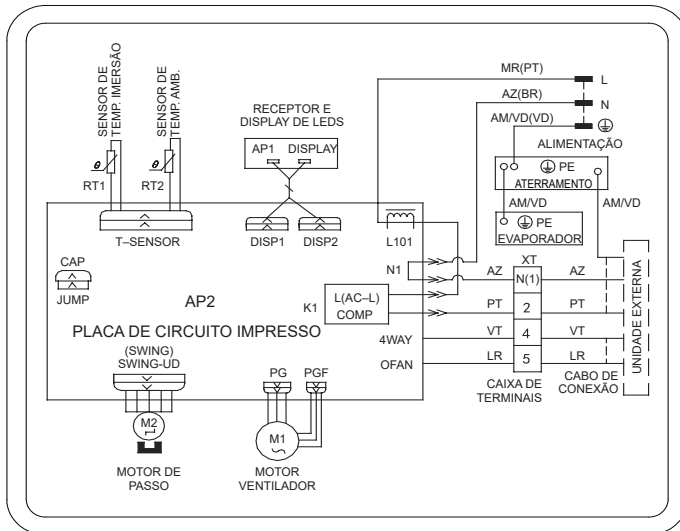 MR(PT)
L
AZ(BR)
N
AM/VD(VD)
ALIMENTAÇÃO
SENSOR DE
TEMP. IMERSÃO
SENSOR DE
TEMP. AMB.
RECEPTOR E
DISPLAY DE LEDS
AP1 DISPLAY
θ
RT1
θ
RT2
PE
ATERRAMENTO
AM/VD
AM/VD
PE
EVAPORADOR
T–SENSOR
DISP1
DISP2
L101
CAP
JUMP
N1
XT
AZ
N(1)
AZ
AP2
K1
L(AC–L)
COMP
PT
2
PT
PLACA DE CIRCUITO IMPRESSO
4WAY
VT
4
VT
OFAN
LR
5
LR
UNIDADE EXTERNA
(SWING)
SWING-UD
PG
PGF
CAIXA DE
TERMINAIS
CABO DE
CONEXÃO
M2
M1
MOTOR DE
PASSO
MOTOR
VENTILADOR